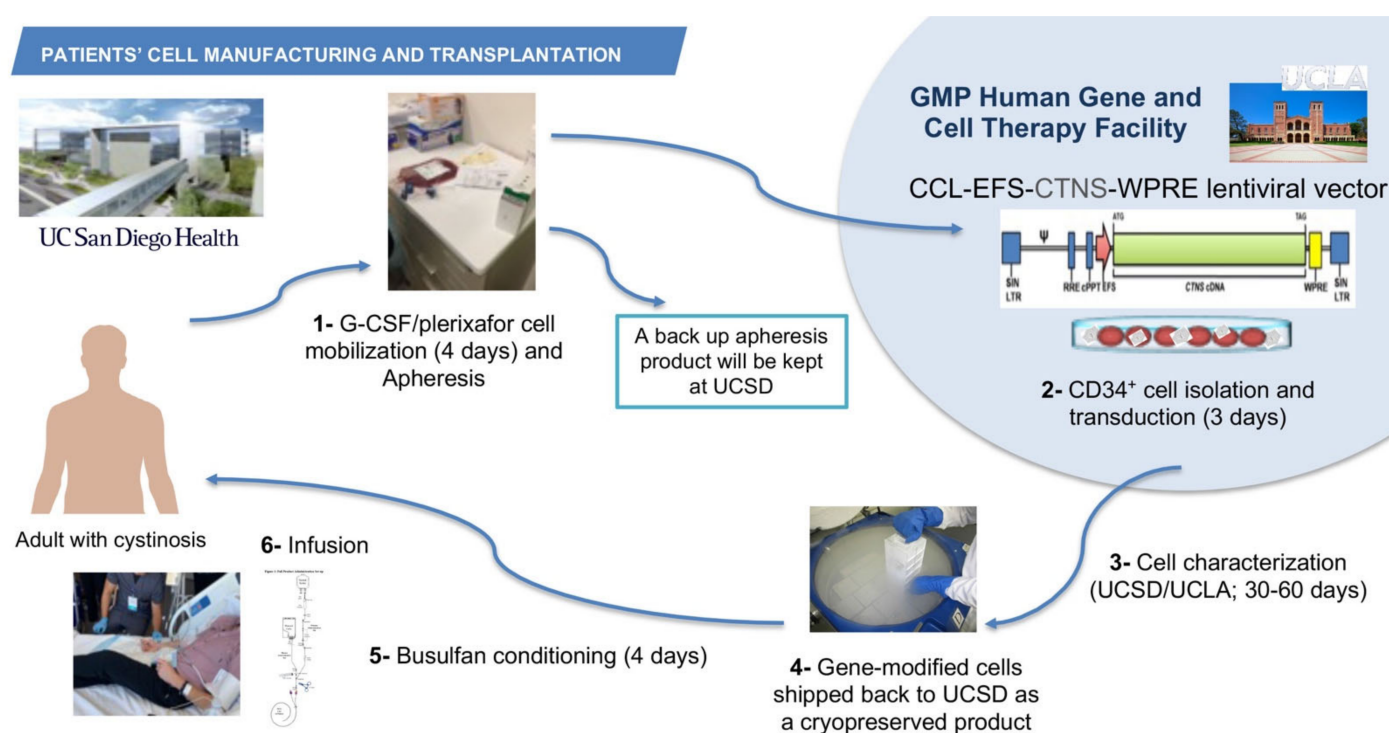 PATIENTS' CELL MANUFACTURING AND TRANSPLANTATION
UCLA
GMP Human Gene and
Cell Therapy Facility
UC San Diego Health
CCL-EFS-CTNS-WPRE lentiviral vector
ATG
TAG
Ψ
SIN
LTR
RRE cPPT EFS
CTNS cDNA
WPRE
SIN
LTR
1- G-CSF/plerixafor cell
mobilization (4 days) and
Apheresis
A back up apheresis
product will be kept
at UCSD
2- CD34⁺ cell isolation and
transduction (3 days)
Adult with cystinosis
6- Infusion
3- Cell characterization
(UCSD/UCLA; 30-60 days)
5- Busulfan conditioning (4 days)
4- Gene-modified cells
shipped back to UCSD as
a cryopreserved product